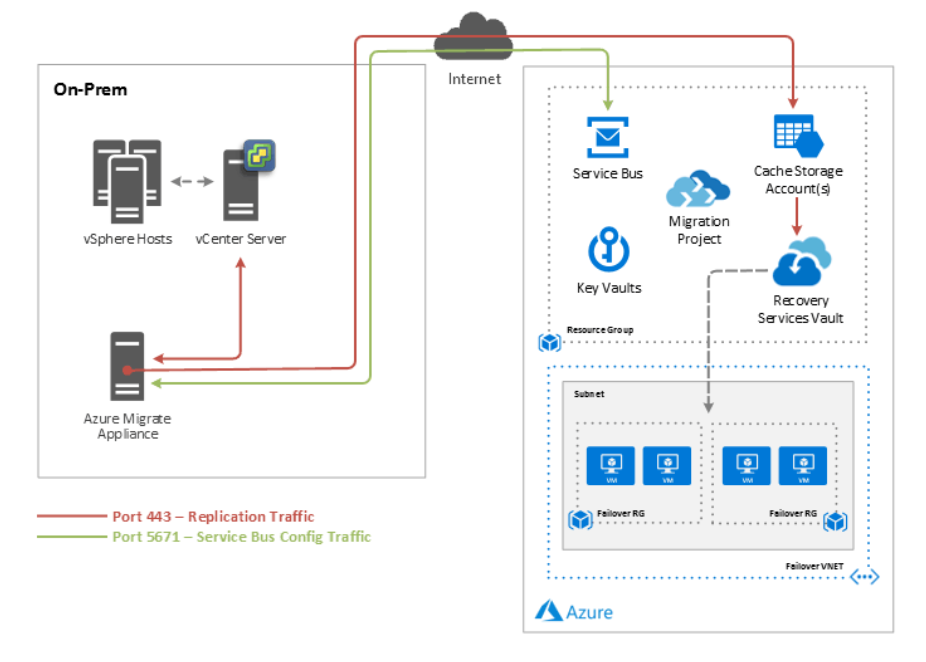 Internet
On-Prem
vSphere Hosts
vCenter Server
Azure Migrate
Appliance
Port 443 – Replication Traffic
Port 5671 – Service Bus Config Traffic
Service Bus
Cache Storage
Account(s)
Migration
Project
Key Vaults
Recovery
Services Vault
Resource Group
Subnet
VM
VM
VM
VM
Failover RG
Failover RG
Failover VNET
Azure